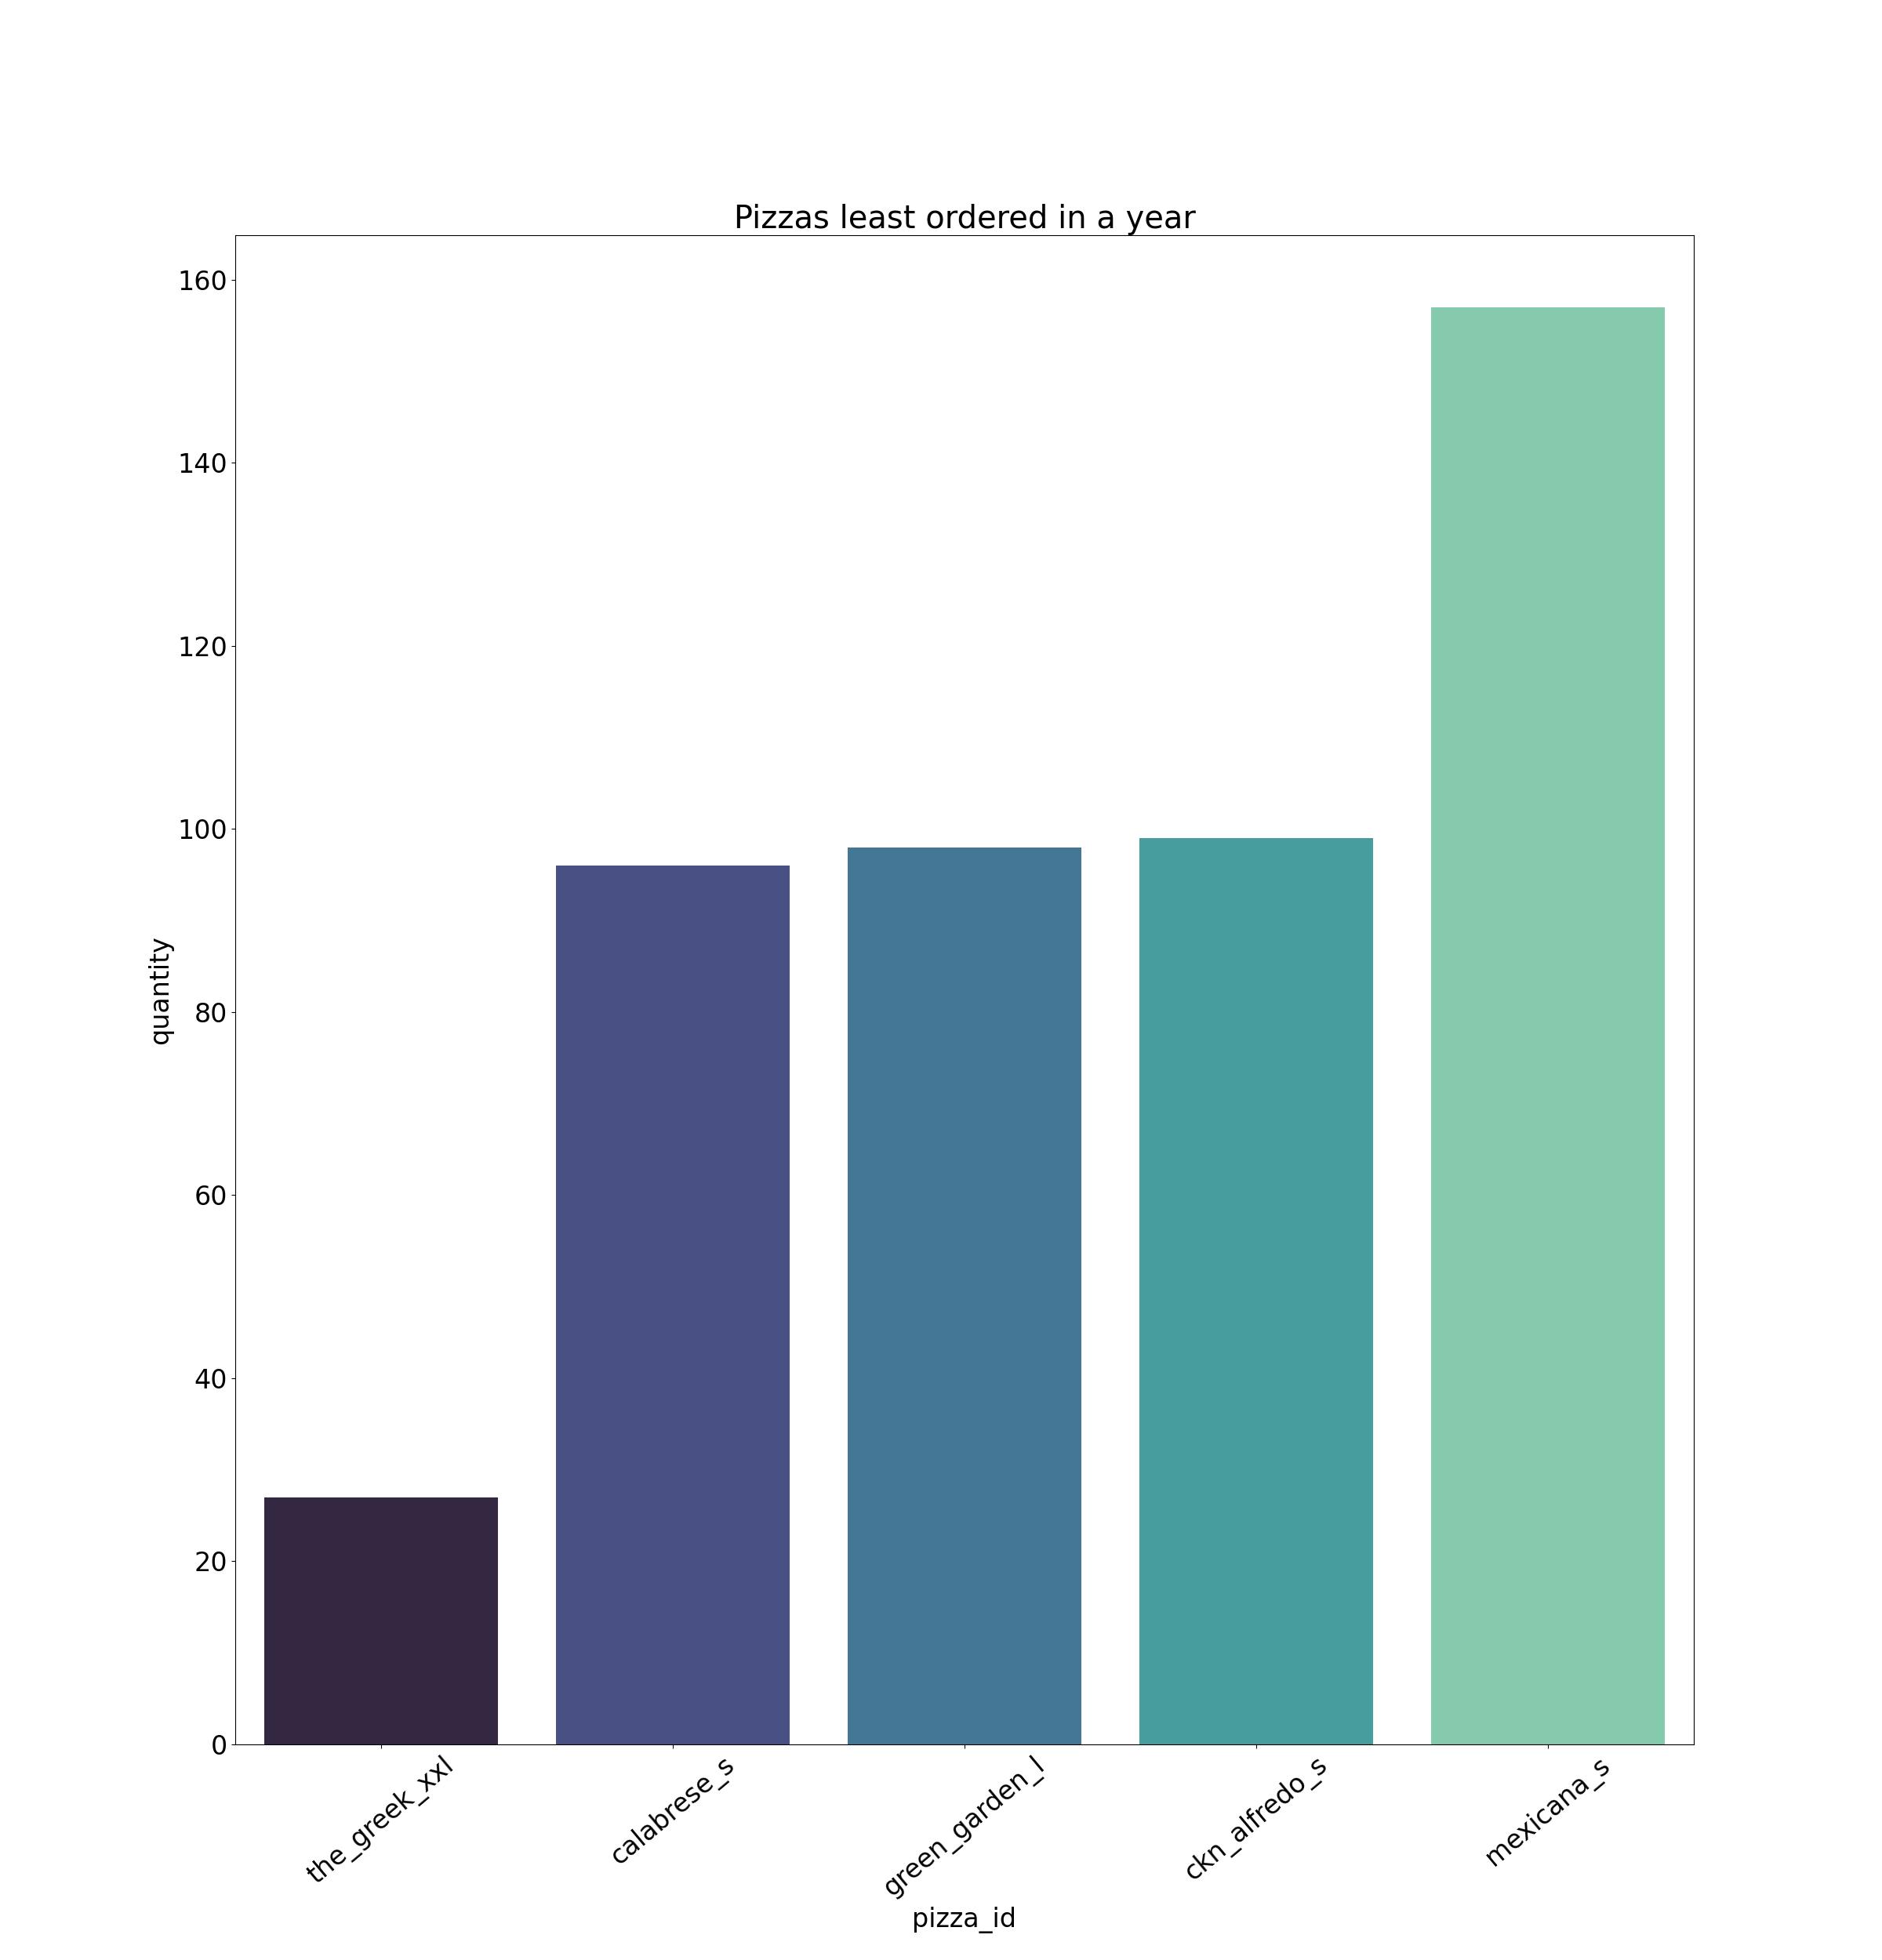 Pizzas least ordered in a year
160
140
120
100
80
60
40
20
0
quantity
the_greek_xxl
calabrese_s
green_garden_l
ckn_alfredo_s
mexicana_s
pizza_id